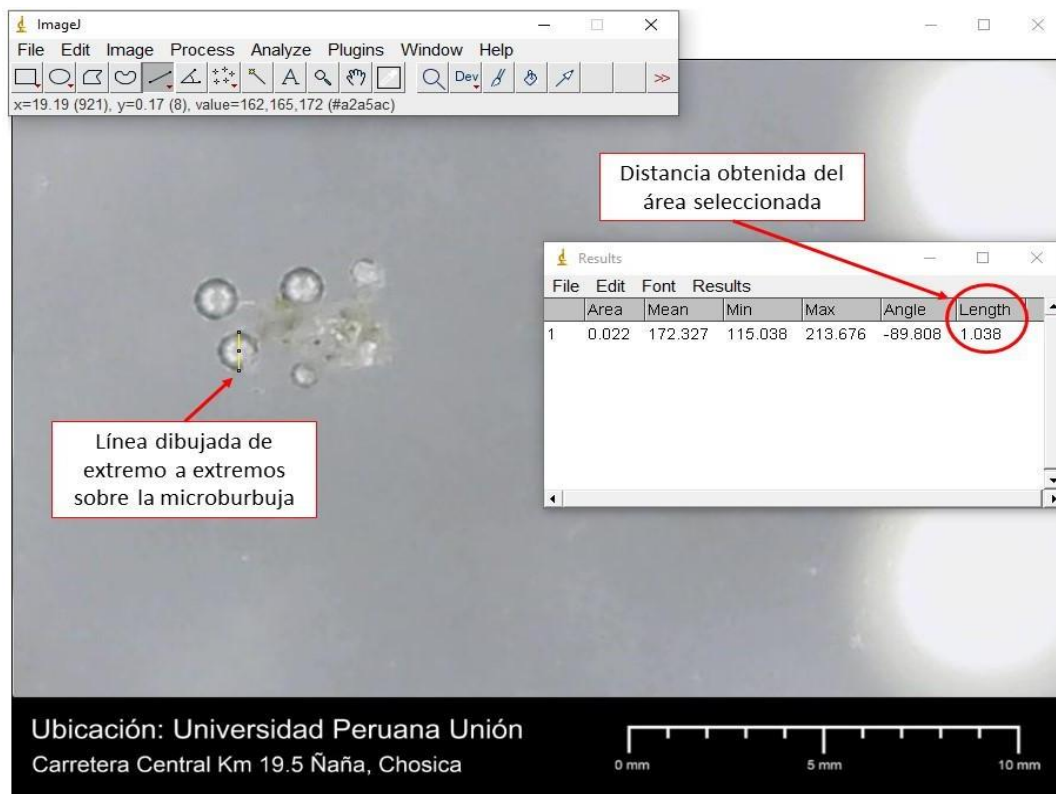 ImageJ
File Edit Image Process Analyze Plugins Window Help
A Dev >>
x=19.19 (921), y=0.17 (8), value=162,165,172 (#a2a5ac)
Distancia obtenida del
área seleccionada
Results
File Edit Font Results
Area Mean Min Max Angle Length
1 0.022 172.327 115.038 213.676 -89.808 1.038
Línea dibujada de
extremo a extremos
sobre la microburbuja
Ubicación: Universidad Peruana Unión
Carretera Central Km 19.5 Ñaña, Chosica
0 mm 5 mm 10 mm